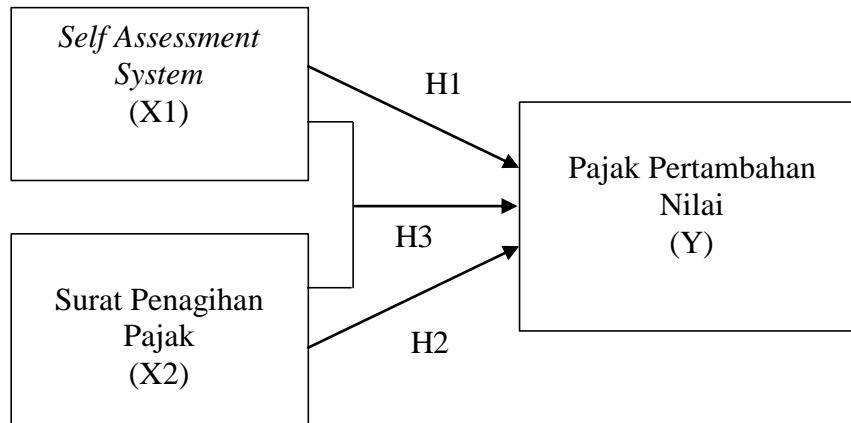 Self Assessment
System
(X1)
H1
Pajak Pertambahan
Nilai
(Y)
H3
Surat Penagihan
Pajak
(X2)
H2